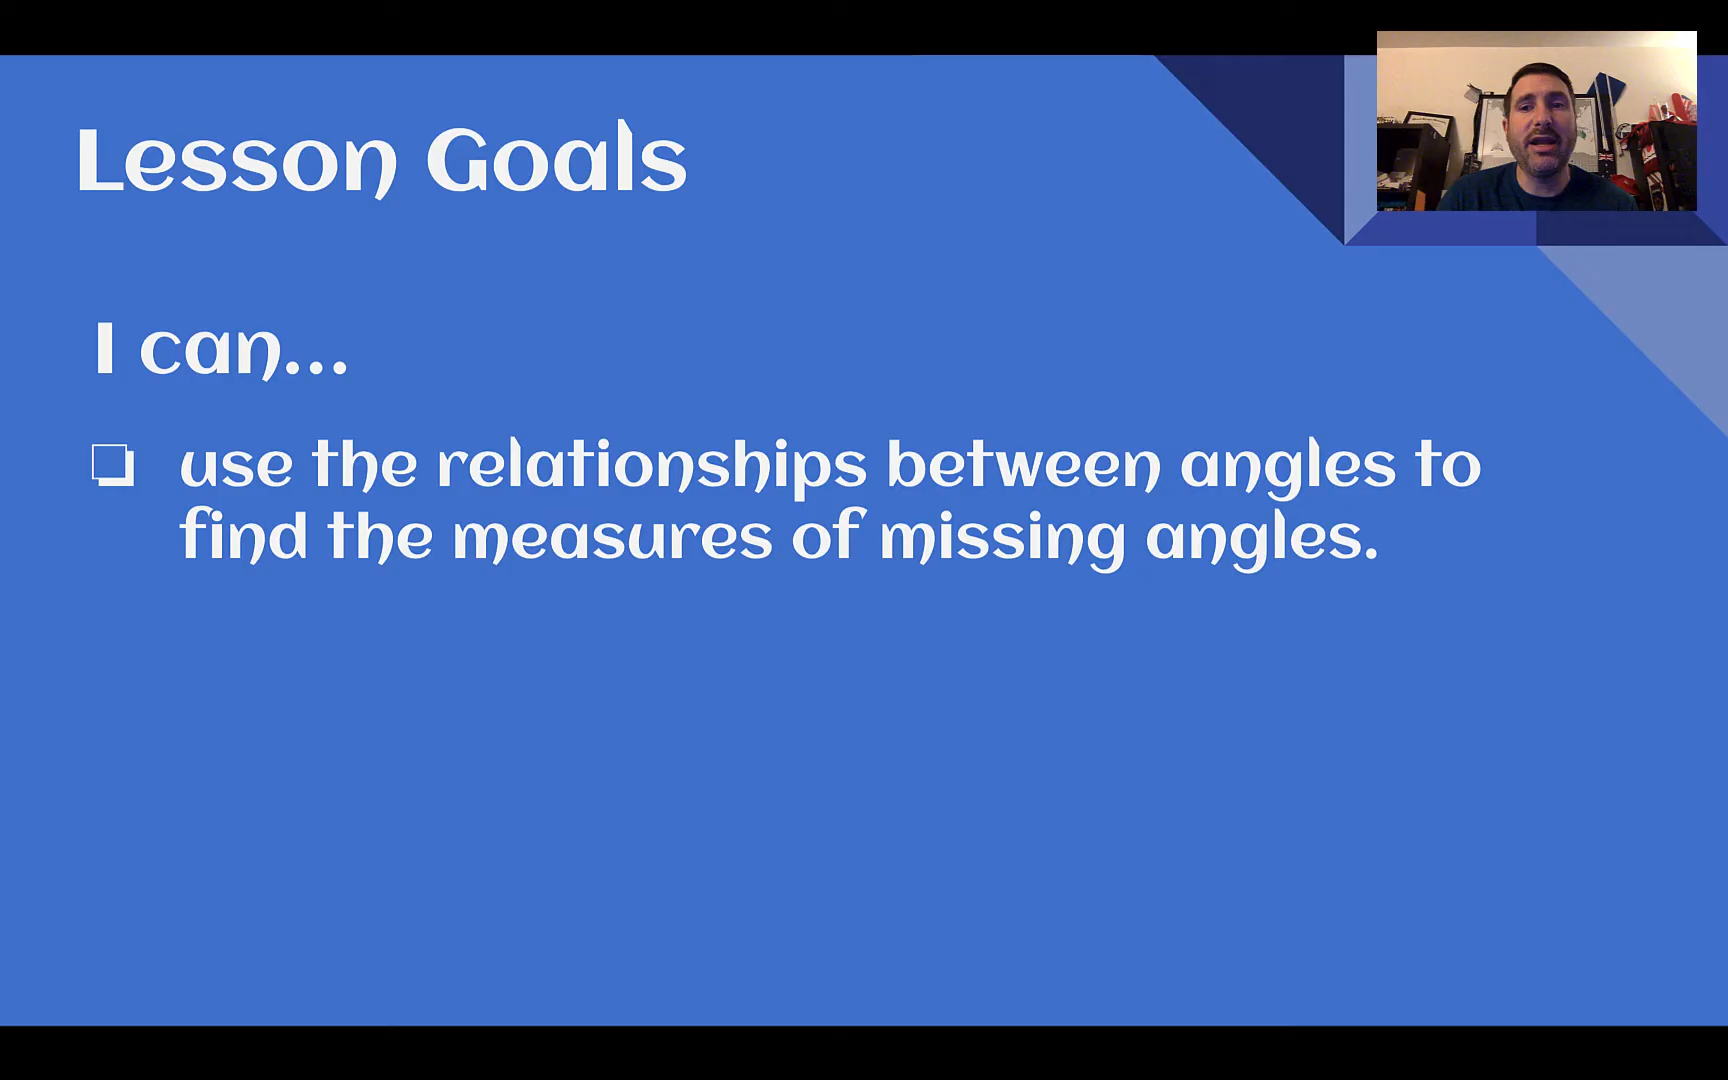 Lesson Goals
I can...
❏ use the relationships between angles to
find the measures of missing angles.